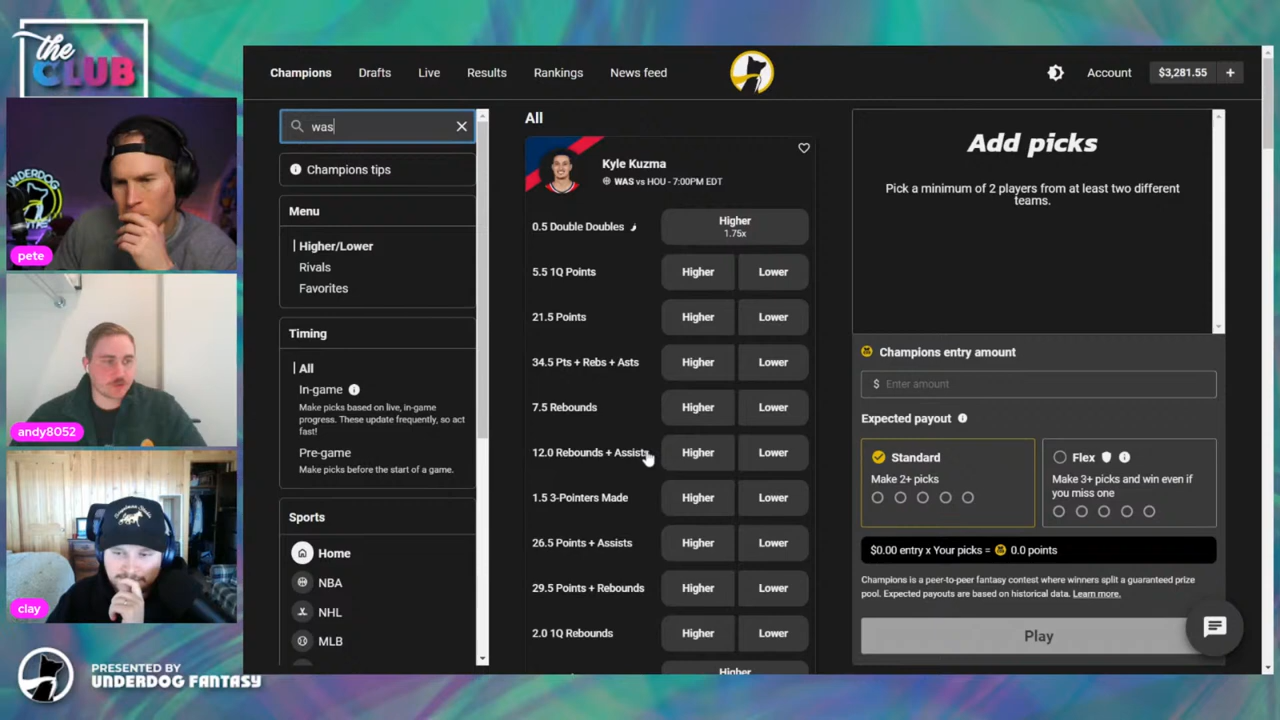 the
CLUB
pete
andy8052
clay
PRESENTED BY
UNDERDOG FANTASY
Champions
Drafts
Live
Results
Rankings
News feed
Account
$3,281.55
+
was
Champions tips
Menu
Higher/Lower
Rivals
Favorites
Timing
All
In-game
Make picks based on live, in-game
progress. These update frequently, so act
fast!
Pre-game
Make picks before the start of a game.
Sports
Home
NBA
NHL
MLB
All
Kyle Kuzma
WAS vs HOU - 7:00PM EDT
0.5 Double Doubles
Higher
1.75x
5.5 1Q Points
Higher
Lower
21.5 Points
Higher
Lower
34.5 Pts + Rebs + Asts
Higher
Lower
7.5 Rebounds
Higher
Lower
12.0 Rebounds + Assists
Higher
Lower
1.5 3-Pointers Made
Higher
Lower
26.5 Points + Assists
Higher
Lower
29.5 Points + Rebounds
Higher
Lower
2.0 1Q Rebounds
Higher
Lower
Higher
Add picks
Pick a minimum of 2 players from at least two different
teams.
Champions entry amount
$ Enter amount
Expected payout
Standard
Make 2+ picks
Flex
Make 3+ picks and win even if
you miss one
$0.00 entry x Your picks = 0.0 points
Champions is a peer-to-peer fantasy contest where winners split a guaranteed prize
pool. Expected payouts are based on historical data. Learn more.
Play